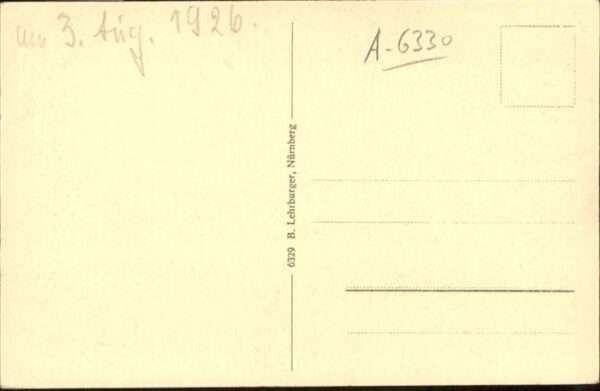 am 3. Aug. 1926.
A-6330
6329 B. Lehrburger, Nürnberg